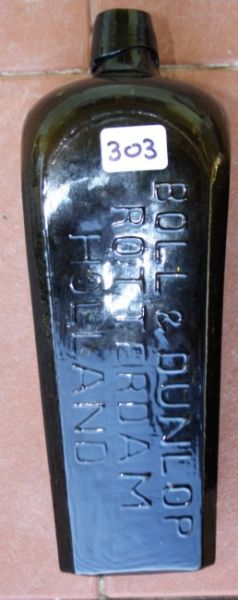 303
BOLL & DUNLOP
ROTTERDAM
HOLLAND